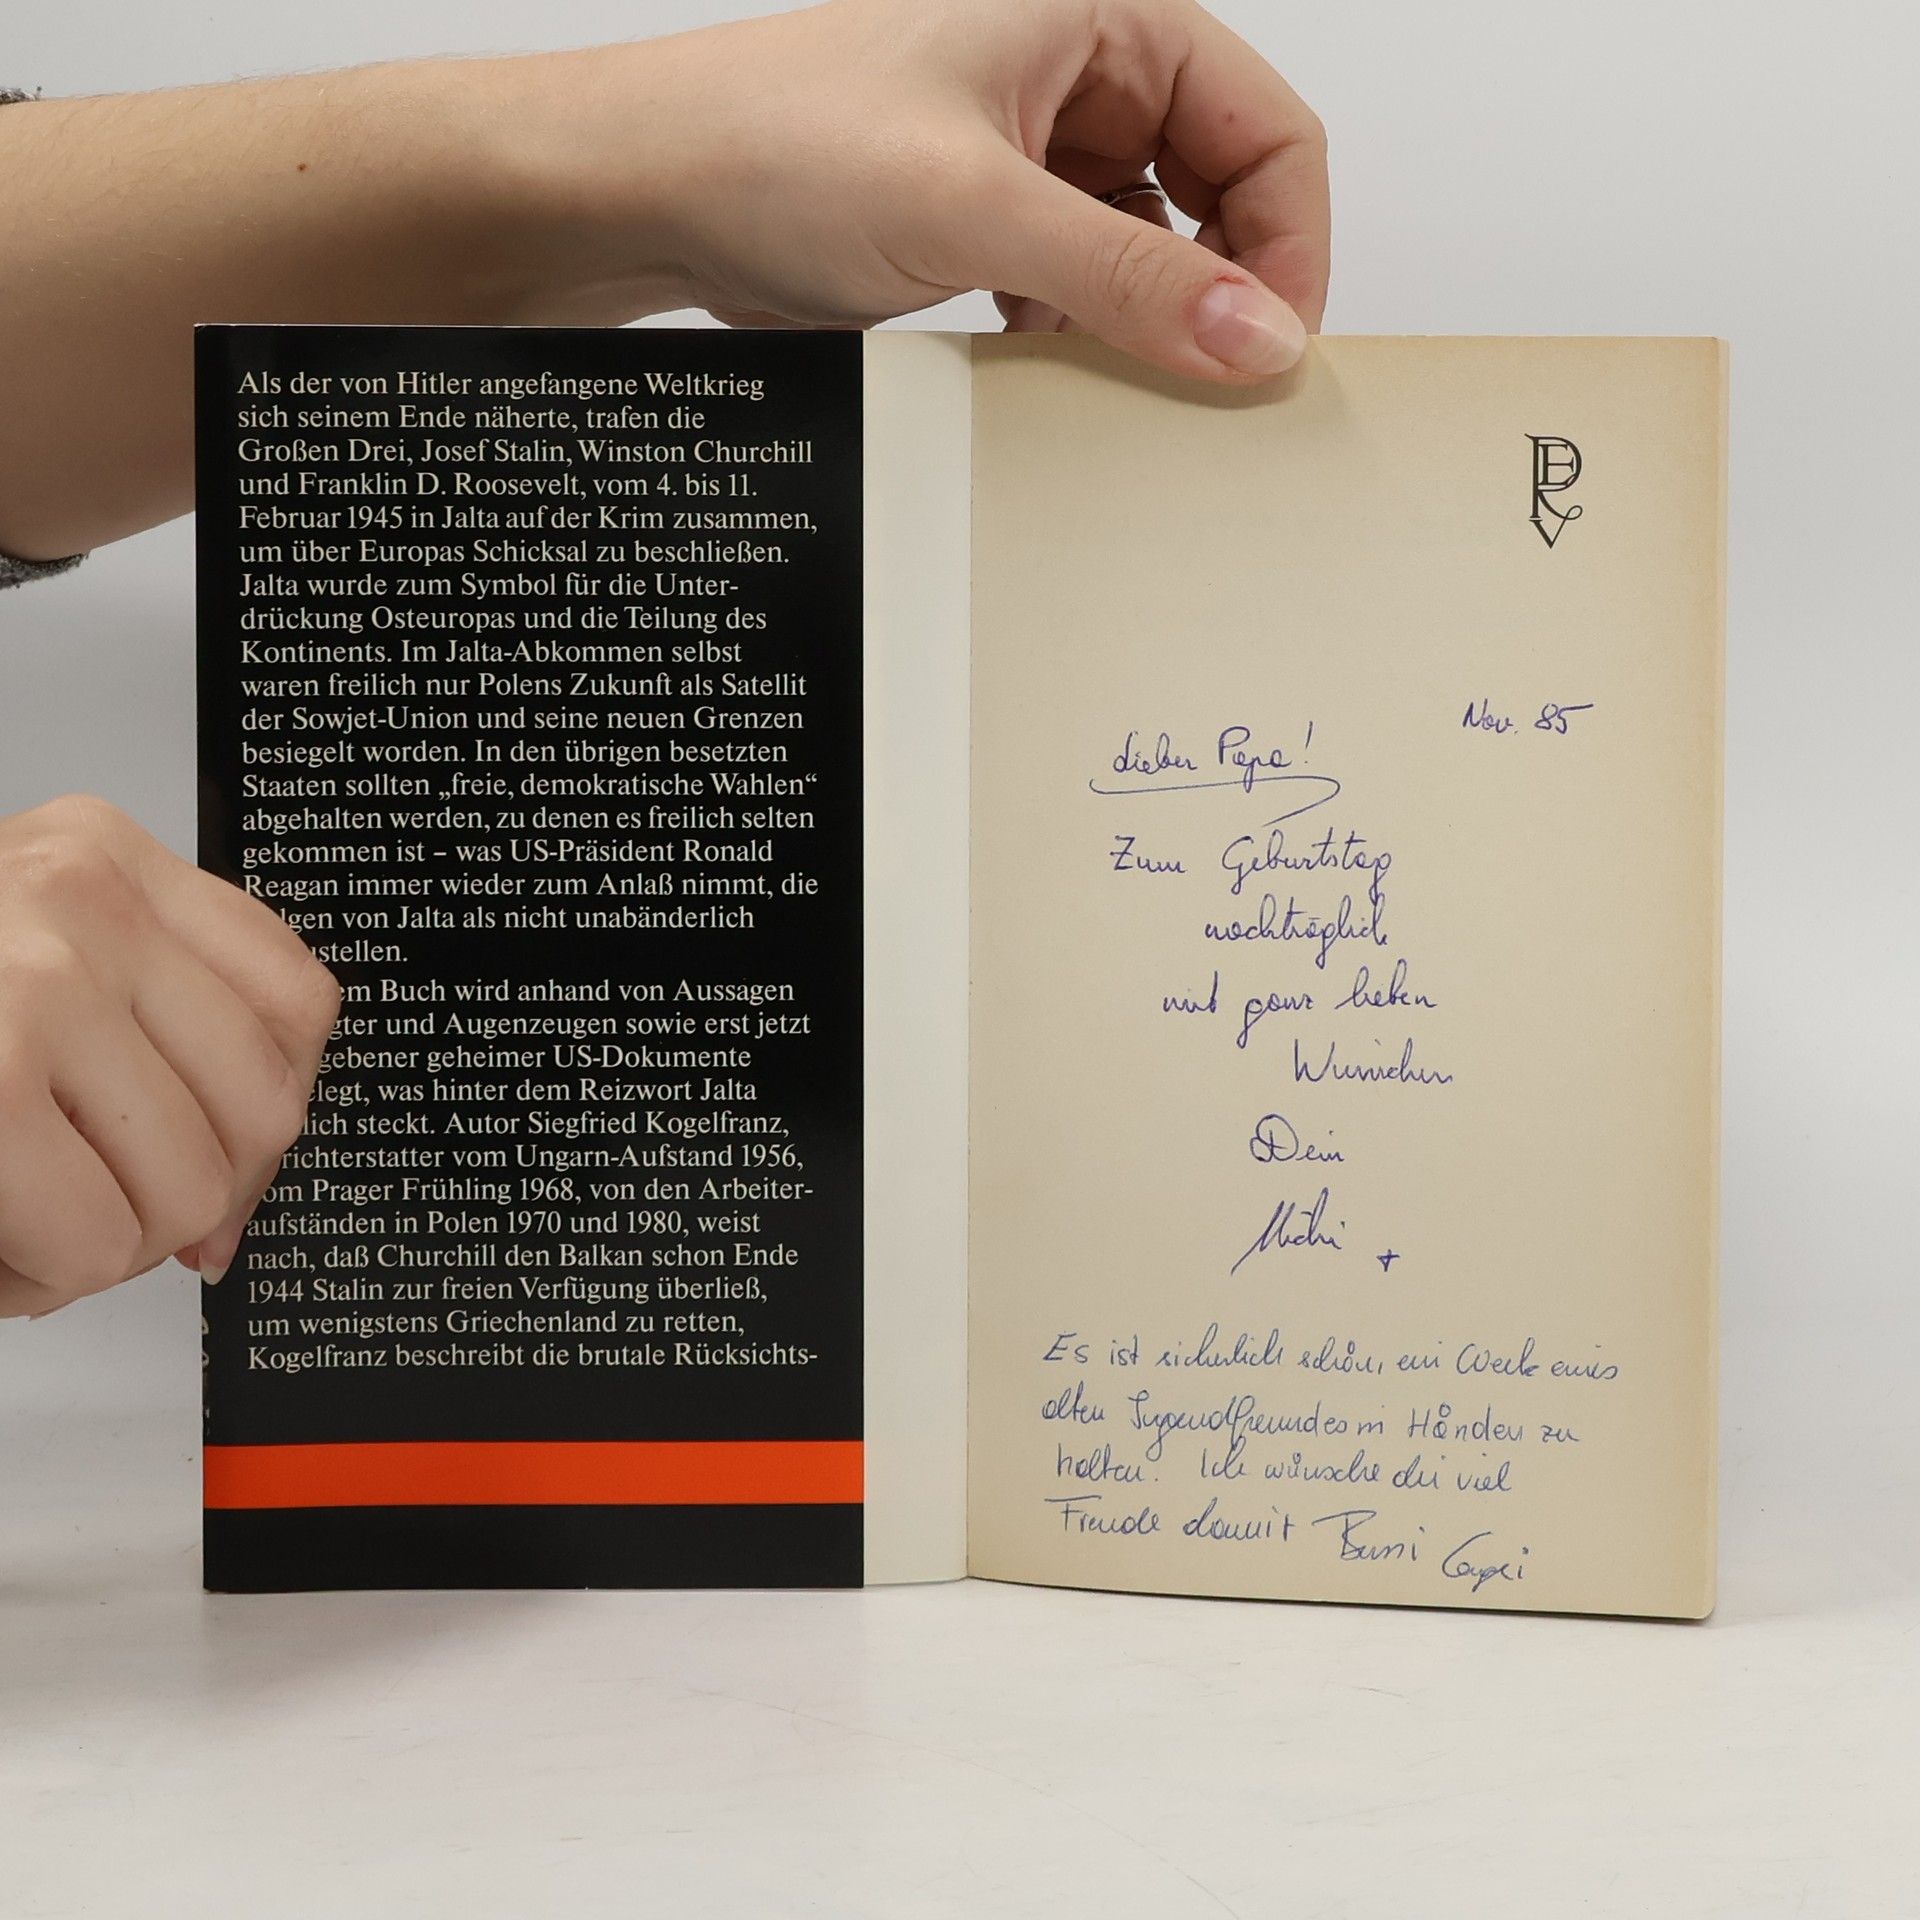 Als der von Hitler angefangene Weltkrieg
sich seinem Ende näherte, trafen die
Großen Drei, Josef Stalin, Winston Churchill
und Franklin D. Roosevelt, vom 4. bis 11.
Februar 1945 in Jalta auf der Krim zusammen,
um über Europas Schicksal zu beschließen.
Jalta wurde zum Symbol für die Unter-
drückung Osteuropas und die Teilung des
Kontinents. Im Jalta-Abkommen selbst
waren freilich nur Polens Zukunft als Satellit
der Sowjet-Union und seine neuen Grenzen
besiegelt worden. In den übrigen besetzten
Staaten sollten „freie, demokratische Wahlen“
abgehalten werden, zu denen es freilich selten
gekommen ist – was US-Präsident Ronald
Reagan immer wieder zum Anlaß nimmt, die
lgen von Jalta als nicht unabänderlich
stellen.
em Buch wird anhand von Aussagen
gter und Augenzeugen sowie erst jetzt
gebener geheimer US-Dokumente
legt, was hinter dem Reizwort Jalta
lich steckt. Autor Siegfried Kogelfranz,
richterstatter vom Ungarn-Aufstand 1956,
om Prager Frühling 1968, von den Arbeiter-
aufständen in Polen 1970 und 1980, weist
nach, daß Churchill den Balkan schon Ende
1944 Stalin zur freien Verfügung überließ,
um wenigstens Griechenland zu retten,
Kogelfranz beschreibt die brutale Rücksichts-
Nov. 85
Lieber Papa!
Zum Geburtstag
nachträglich
mit ganz lieben
Wünschen
Dein
Michi
Es ist sicherlich schön, ein Werk eines
alten Jugendfreundes in Händen zu
halten. Ich wünsche dir viel
Freude damit Bussi